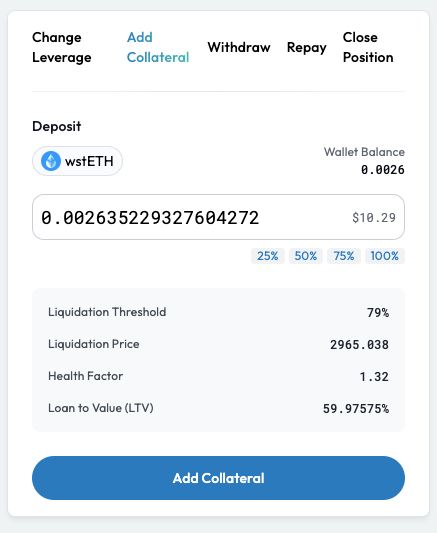 Change Leverage
Add Collateral
Withdraw
Repay
Close Position
Deposit
wstETH
Wallet Balance
0.0026
0.002635229327604272
$10.29
25% 50% 75% 100%
Liquidation Threshold 79%
Liquidation Price 2965.038
Health Factor 1.32
Loan to Value (LTV) 59.97575%
Add Collateral